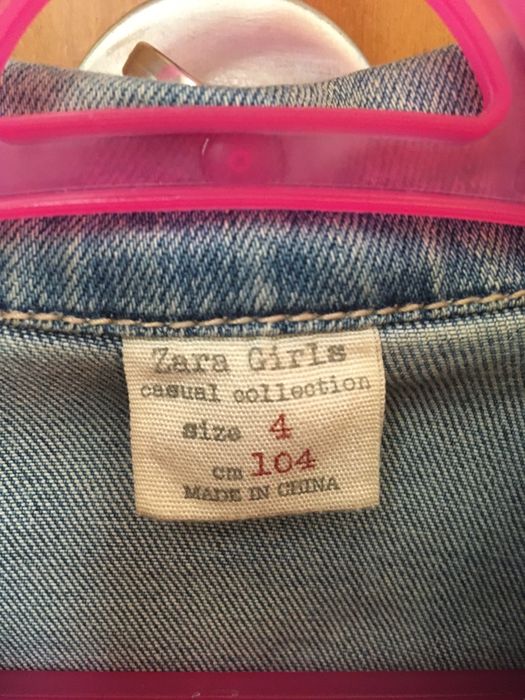 Zara Girls
casual collection
size 4
cm 104
MADE IN CHINA